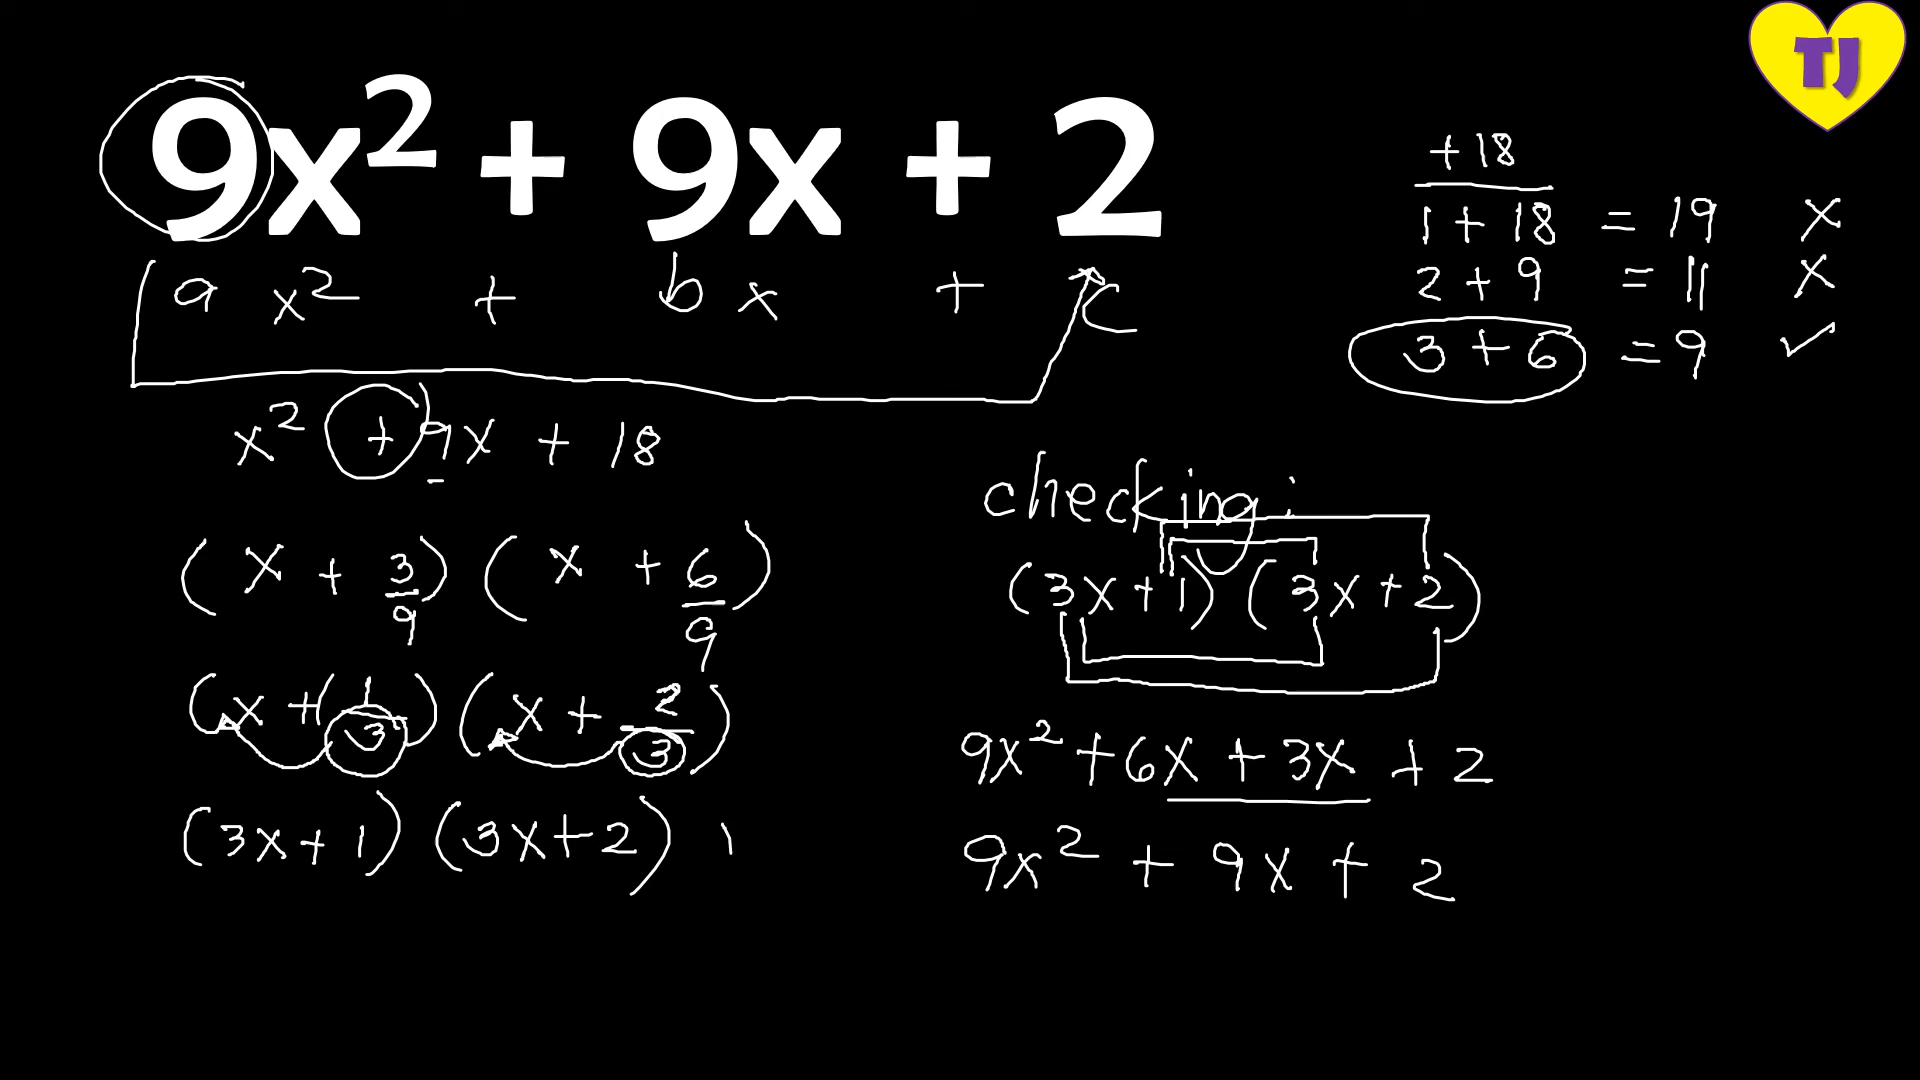 TJ
9x² + 9x + 2
a x² + b x + c
x² + 9x + 18
(x + 3/9) (x + 6/9)
(x + 1/3) (x + 2/3)
(3x + 1) (3x + 2)
+18
1 + 18 = 19 x
2 + 9 = 11 x
3 + 6 = 9 ✓
checking:
(3x + 1) (3x + 2)
9x² + 6x + 3x + 2
9x² + 9x + 2